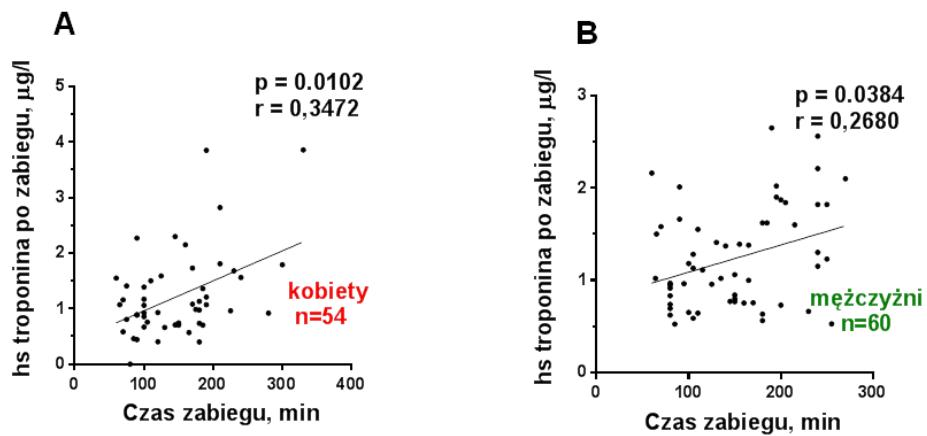 A
p = 0.0102
r = 0,3472
hs troponina po zabiegu, μg/l
5
4
3
2
1
0
kobiety
n=54
0
100
200
300
400
Czas zabiegu, min
B
p = 0.0384
r = 0,2680
hs troponina po zabiegu, μg/l
3
2
1
0
mężczyżni
n=60
0
100
200
300
Czas zabiegu, min